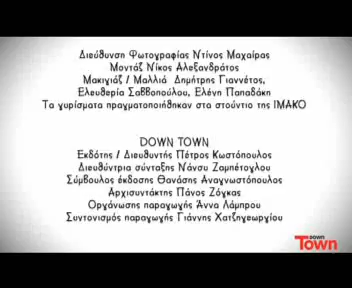 Διεύθυνση Φωτογραφίας Ντίνος Μαχαίρας
Μοντάζ Νίκος Αλεξανδράτος
Μακιγιάζ / Μαλλιά Δημήτρης Γιαννέτος,
Ελευθερία Σαββοπούλου, Ελένη Παπαδάκη
Τα γυρίσματα πραγματοποιήθηκαν στα στούντιο της ΙΜΑΚΟ
DOWN TOWN
Εκδότης / Διευθυντής Πέτρος Κωστόπουλος
Διευθύντρια σύνταξης Νάνσυ Ζαμπέτογλου
Σύμβουλος έκδοσης Θανάσης Αναγνωστόπουλος
Αρχισυντάκτης Πάνος Ζόγκας
Οργάνωσης παραγωγής Άννα Λάμπρου
Συντονισμός παραγωγής Γιάννης Χατζηγεωργίου
DOWN
Town